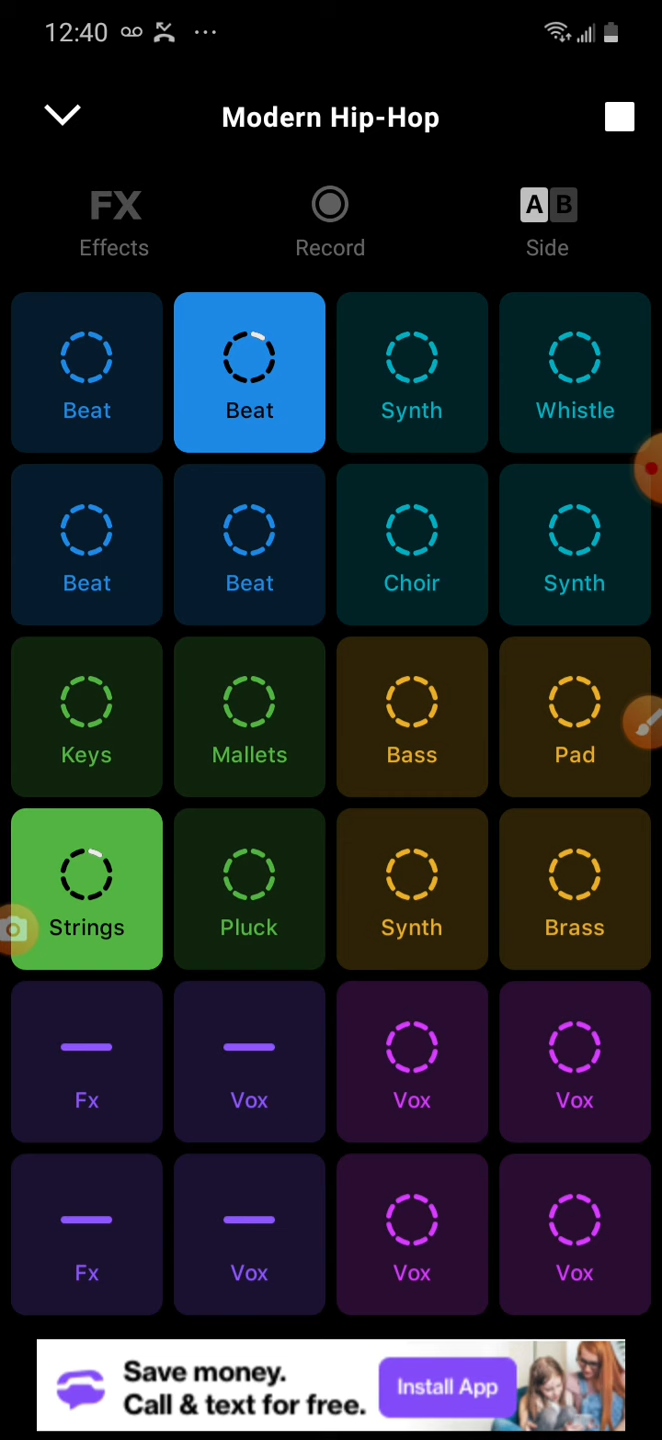 12:40
Modern Hip-Hop
FX
A B
Effects
Record
Side
Beat
Beat
Synth
Whistle
Beat
Beat
Choir
Synth
Keys
Mallets
Bass
Pad
Strings
Pluck
Synth
Brass
Fx
Vox
Vox
Vox
Fx
Vox
Vox
Vox
Save money.
Call & text for free.
Install App